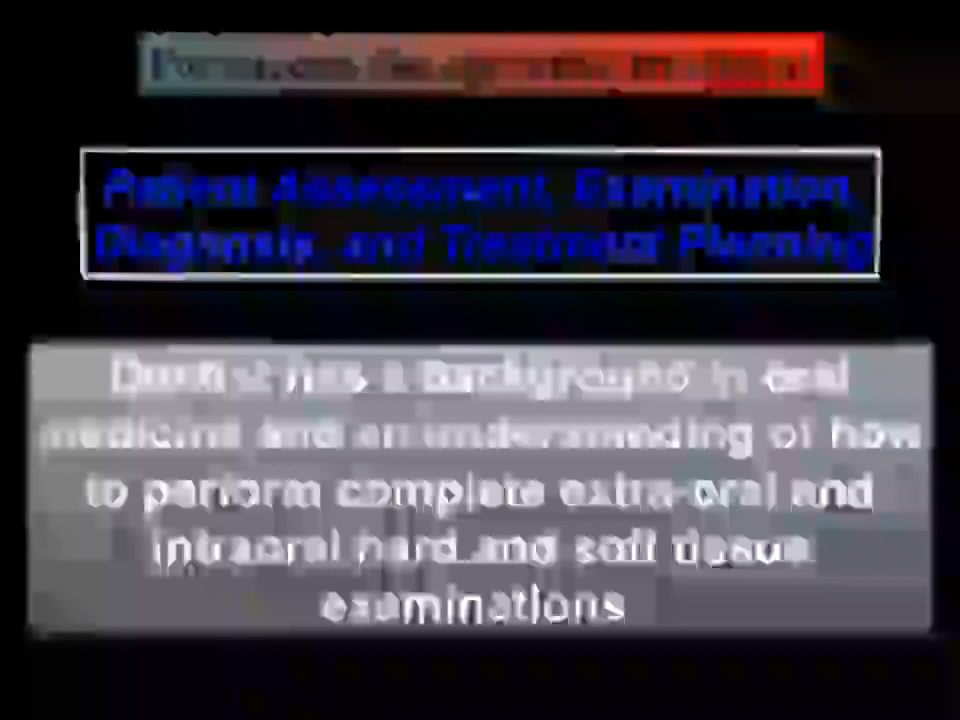 Patient Assessment, Examination,
Diagnosis, and Treatment Planning
Dentist has a background in oral
medicine and an understanding of how
to perform complete extra-oral and
intraoral hard and soft tissue
examinations